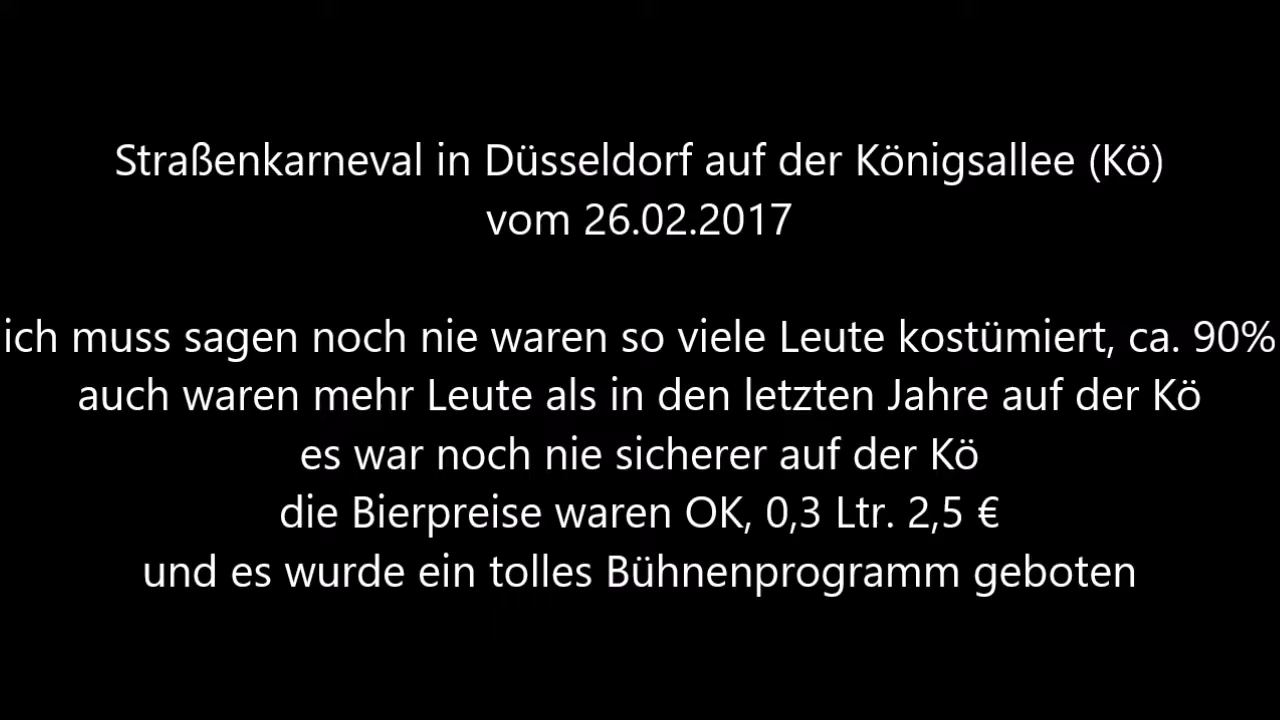 Straßenkarneval in Düsseldorf auf der Königsallee (Kö)
vom 26.02.2017
ich muss sagen noch nie waren so viele Leute kostümiert, ca. 90%
auch waren mehr Leute als in den letzten Jahre auf der Kö
es war noch nie sicherer auf der Kö
die Bierpreise waren OK, 0,3 Ltr. 2,5 €
und es wurde ein tolles Bühnenprogramm geboten